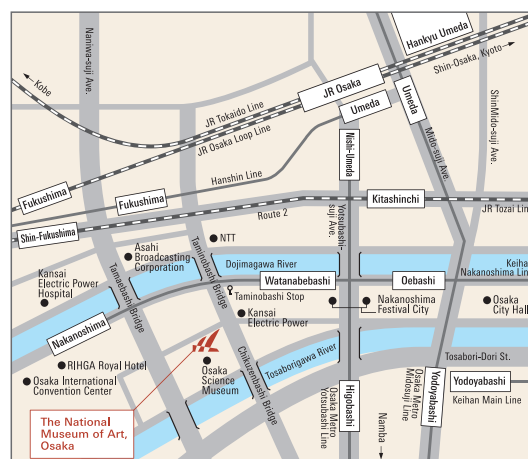 Naniwa-suji Ave.
Hankyu Umeda
Shin-Osaka, Kyoto
Kobe
JR Osaka
Umeda
Umeda
ShinMido-suji Ave.
JR Tokaido Line
JR Osaka Loop Line
Mido-suji Ave.
Nishi-Umeda
Hanshin Line
Fukushima
Fukushima
Kitashinchi
Yotsubashi-
suji Ave.
Route 2
JR Tozai Lin
Shin-Fukushima
NTT
Asahi
Broadcasting
Corporation
Taminobashi Bridge
Dojimagawa River
Keiha
Nakanoshima Line
Kansai
Electric Power
Hospital
Tamaebashi Bridge
Watanabebashi
Oebashi
Taminobashi Stop
Nakanoshima
Festival City
Osaka
City Hall
Kansai
Electric Power
Nakanoshima
Tosabori-Dori St.
RIHGA Royal Hotel
Osaka International
Convention Center
Osaka
Science
Museum
Chikuzenbashi Bridge
Tosaborigawa River
Higobashi
Osaka Metro
Yotsubashi Line
Osaka Metro
Midosuji Line
Yodoyabashi
Yodoyabashi
Keihan Main Line
The National
Museum of Art,
Osaka
Namba